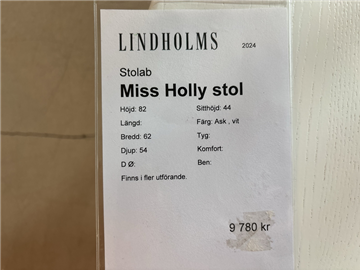 LINDHOLMS 2024
Stolab
Miss Holly stol
Höjd: 82 Sitthöjd: 44
Längd: Färg: Ask , vit
Bredd: 62 Tyg:
Djup: 54 Komfort:
D Ø: Ben:
Finns i fler utförande.
9 780 kr